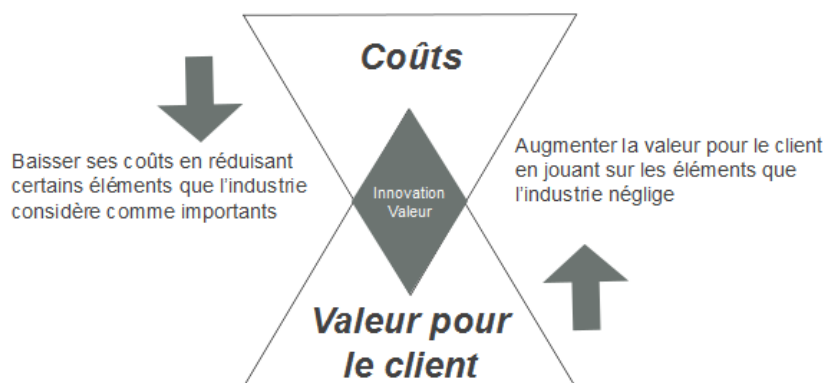 Coûts
Baisser ses coûts en réduisant
certains éléments que l'industrie
considère comme importants
Innovation
Valeur
Augmenter la valeur pour le client
en jouant sur les éléments que
l'industrie néglige
Valeur pour
le client